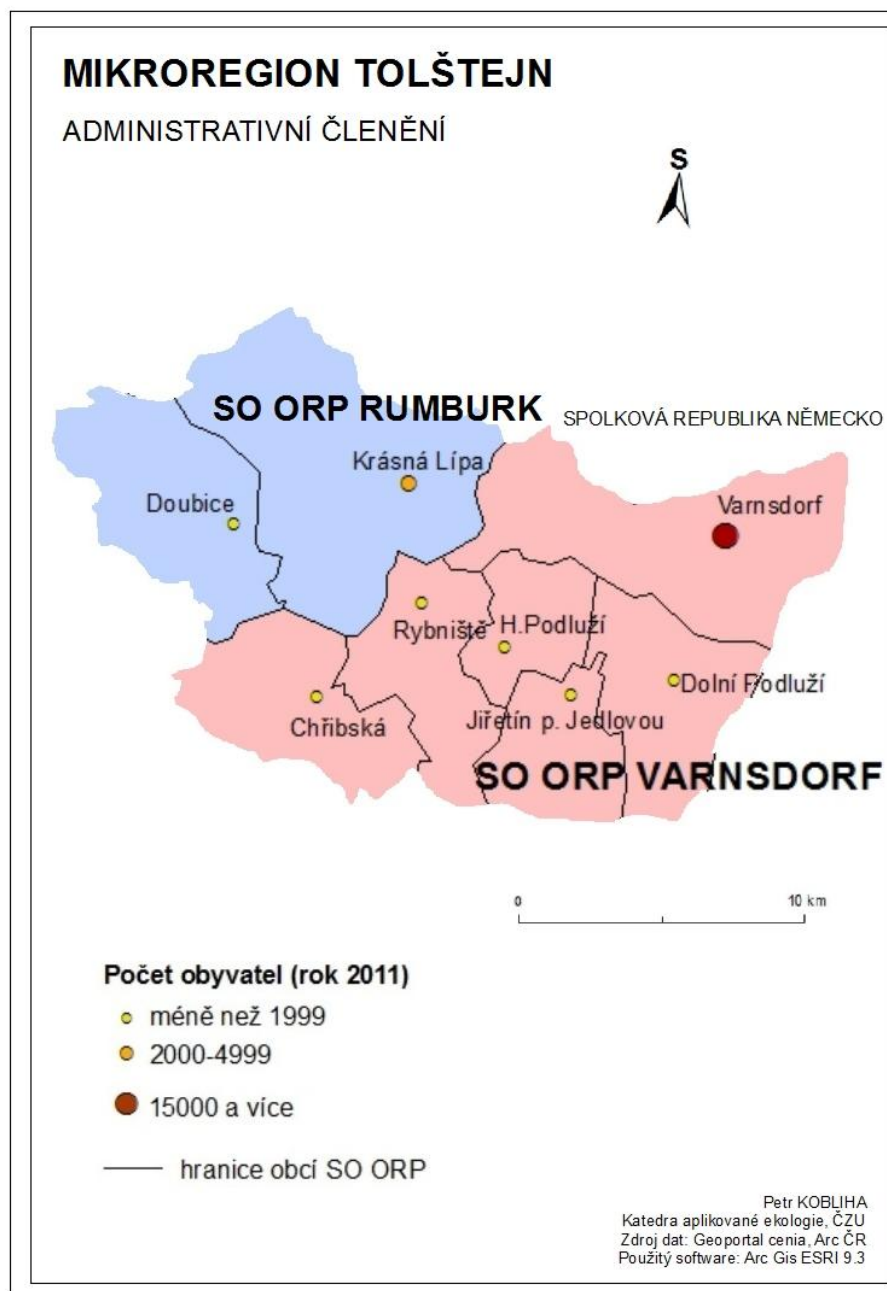 MIKROREGION TOLŠTEJN
ADMINISTRATIVNÍ ČLENĚNÍ
S
SO ORP RUMBURK
SPOLKOVÁ REPUBLIKA NĚMECKO
Krásná Lípa
Doubice
Varnsdorf
Rybniště
H.Podluží
Dolní Podluží
Chřibská
Jiřetín p. Jedlovou
SO ORP VARNSDORF
0
10 km
Počet obyvatel (rok 2011)
méně než 1999
2000-4999
15000 a více
hranice obcí SO ORP
Petr KOBLIHA
Katedra aplikované ekologie, ČZU
Zdroj dat: Geoportal cenia, Arc ČR
Použitý software: Arc Gis ESRI 9.3